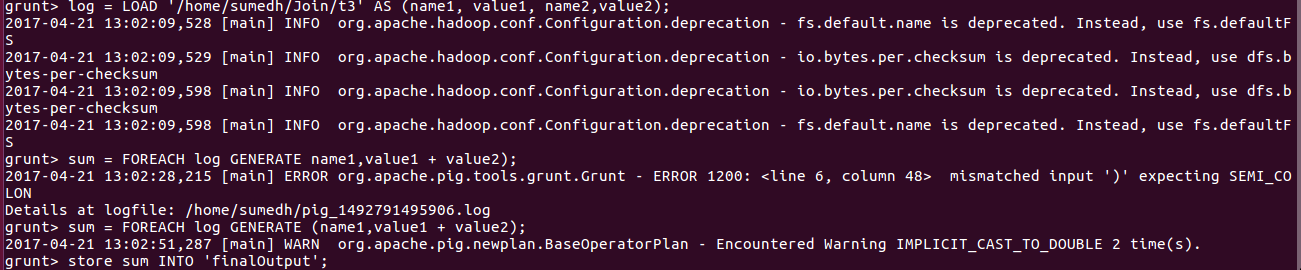 grunt> log = LOAD '/home/sumedh/Join/t3' AS (name1, value1, name2,value2);
2017-04-21 13:02:09,528 [main] INFO  org.apache.hadoop.conf.Configuration.deprecation - fs.default.name is deprecated. Instead, use fs.defaultF
S
2017-04-21 13:02:09,529 [main] INFO  org.apache.hadoop.conf.Configuration.deprecation - io.bytes.per.checksum is deprecated. Instead, use dfs.b
ytes-per-checksum
2017-04-21 13:02:09,598 [main] INFO  org.apache.hadoop.conf.Configuration.deprecation - io.bytes.per.checksum is deprecated. Instead, use dfs.b
ytes-per-checksum
2017-04-21 13:02:09,598 [main] INFO  org.apache.hadoop.conf.Configuration.deprecation - fs.default.name is deprecated. Instead, use fs.defaultF
S
grunt> sum = FOREACH log GENERATE name1,value1 + value2);
2017-04-21 13:02:28,215 [main] ERROR org.apache.pig.tools.grunt.Grunt - ERROR 1200: <line 6, column 48>  mismatched input ')' expecting SEMI_CO
LON
Details at logfile: /home/sumedh/pig_1492791495906.log
grunt> sum = FOREACH log GENERATE (name1,value1 + value2);
2017-04-21 13:02:51,287 [main] WARN  org.apache.pig.newplan.BaseOperatorPlan - Encountered Warning IMPLICIT_CAST_TO_DOUBLE 2 time(s).
grunt> store sum INTO 'finalOutput';